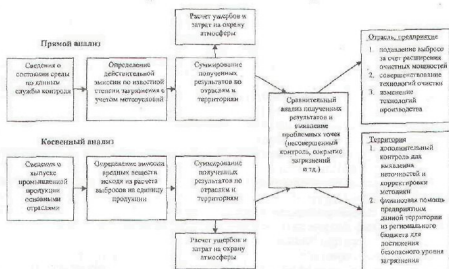 Расчет ущербов и
затрат на охрану
атмосферы
Прямой анализ
Сведения о
состоянии среды
по данным
службы контроля
Определение
действительной
эмиссии по известной
степени загрязнения с
учетом метеоусловий
Суммирование
полученных
результатов по
отраслям и
территориям
Косвенный анализ
Сведения о
выпуске
промышленной
продукции
основными
отраслями
Определение выноса
вредных веществ
исходя из расчета
выбросов на единицу
продукции
Суммирование
полученных
результатов по
отраслям и
территориям
Расчет ущербов и
затрат на охрану
атмосферы
Сравнительный
анализ полученных
результатов и
выявление
проблемных точек
(несовершенный
контроль, сокрытие
загрязнений
и тд.)
Отрасль, предприятие
1. подавление выбросо
за счет расширения
очистных мощностей
2. совершенствование
технологий очистки
3. изменение
технологий
производства
Территория
1. дополнительный
контроль для
выявления
неточностей и
корректировки
методики
2. финансовая помощь
предприятиям
данной территории
из регионального
бюджета для
достижения
безопасного уровня
загрязнения